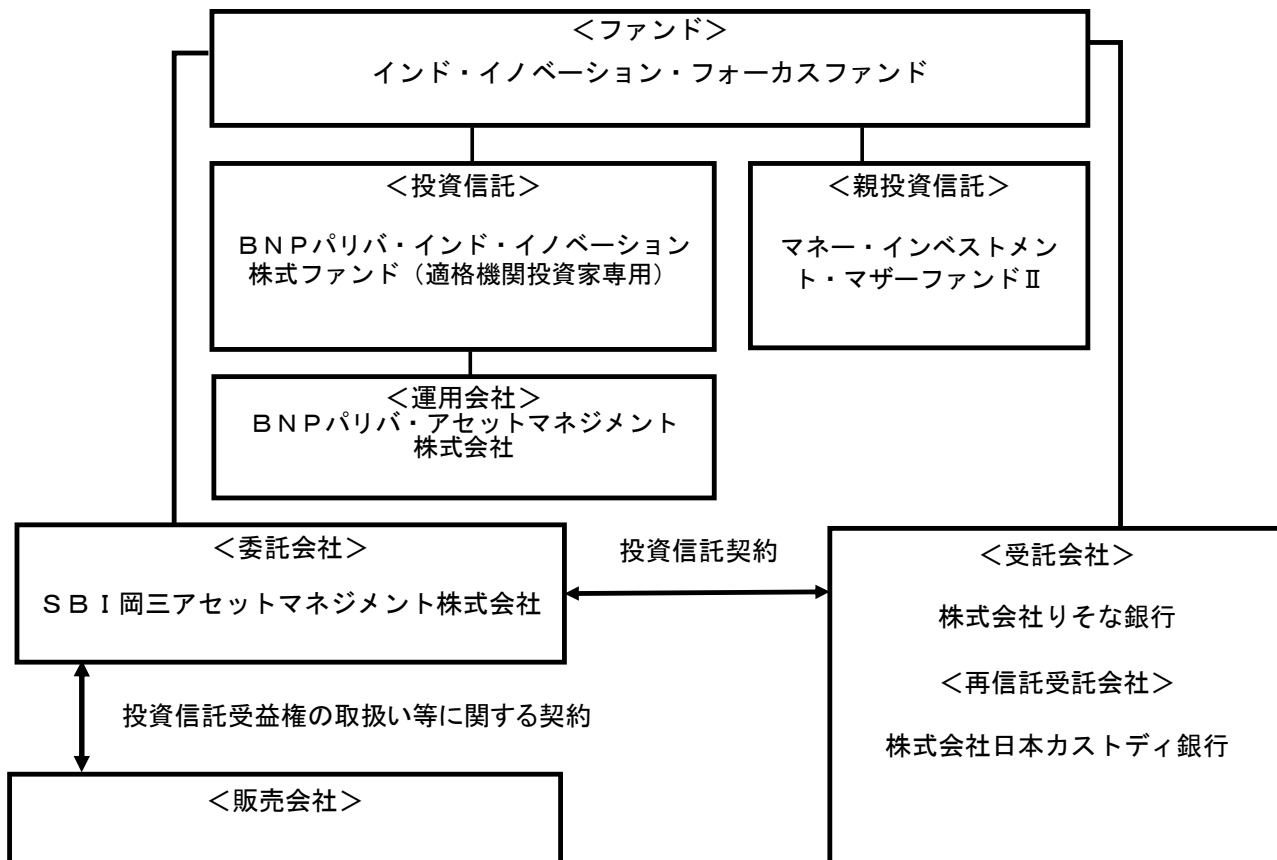 ＜ファンド＞
インド・イノベーション・フォーカスファンド
＜投資信託＞
ＢＮＰパリバ・インド・イノベーション
株式ファンド（適格機関投資家専用）
＜親投資信託＞
マネー・インベストメン
ト・マザーファンドⅡ
＜運用会社＞
ＢＮＰパリバ・アセットマネジメント
株式会社
＜委託会社＞
ＳＢＩ岡三アセットマネジメント株式会社
投資信託契約
＜受託会社＞
株式会社りそな銀行
＜再信託受託会社＞
株式会社日本カストディ銀行
投資信託受益権の取扱い等に関する契約
＜販売会社＞